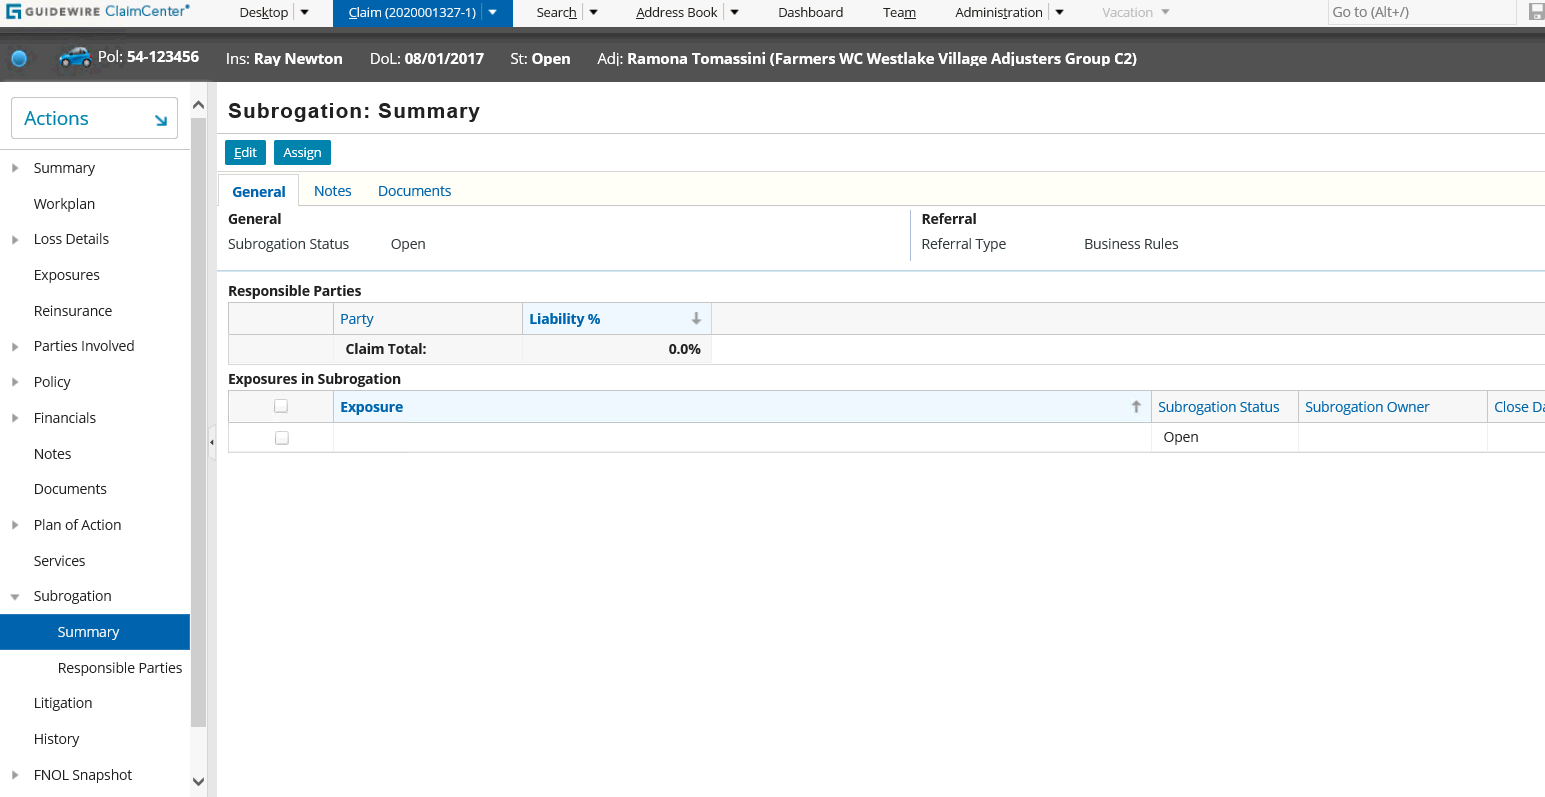 GUIDEWIRE ClaimCenter Desktop Claim (2020001327-1) Search Address Book Dashboard Team Administration Vacation Go to (Alt+/)
Pol: 54-123456 Ins: Ray Newton DoL: 08/01/2017 St: Open Adj: Ramona Tomassini (Farmers WC Westlake Village Adjusters Group C2)
Actions
Summary
Workplan
Loss Details
Exposures
Reinsurance
Parties Involved
Policy
Financials
Notes
Documents
Plan of Action
Services
Subrogation
Summary
Responsible Parties
Litigation
History
FNOL Snapshot
Subrogation: Summary
Edit Assign
General Notes Documents
General
Subrogation Status Open
Referral
Referral Type Business Rules
Responsible Parties
Party Liability %
Claim Total: 0.0%
Exposures in Subrogation
Exposure Subrogation Status Subrogation Owner Close Da
Open